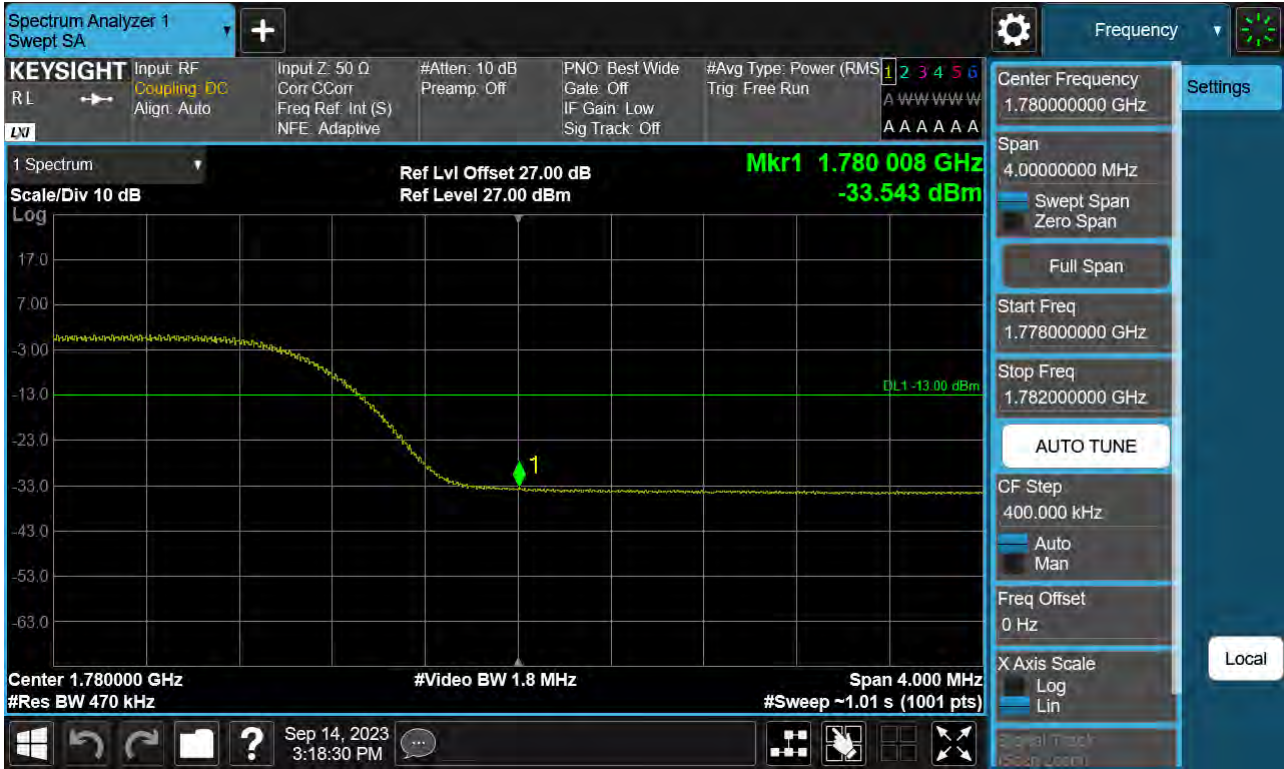 Spectrum Analyzer 1
Swept SA
Frequency
KEYSIGHT
RL
LXI
Input: RF
Coupling: DC
Align: Auto
Input Z: 50 Ω
Corr CCorr
Freq Ref: Int (S)
NFE: Adaptive
#Atten: 10 dB
Preamp: Off
PNO: Best Wide
Gate: Off
IF Gain: Low
Sig Track: Off
#Avg Type: Power (RMS
Trig: Free Run
1 2 3 4 5 6
A W W W W W
A A A A A A
1 Spectrum
Scale/Div 10 dB
Log
Ref Lvl Offset 27.00 dB
Ref Level 27.00 dBm
Mkr1 1.780 008 GHz
-33.543 dBm
17.0
7.00
-3.00
-13.0
-23.0
-33.0
-43.0
-53.0
-63.0
DL1 -13.00 dBm
1
Center 1.780000 GHz
#Res BW 470 kHz
#Video BW 1.8 MHz
Span 4.000 MHz
#Sweep ~1.01 s (1001 pts)
Center Frequency
1.780000000 GHz
Span
4.00000000 MHz
Swept Span
Zero Span
Full Span
Start Freq
1.778000000 GHz
Stop Freq
1.782000000 GHz
AUTO TUNE
CF Step
400.000 kHz
Auto
Man
Freq Offset
0 Hz
X Axis Scale
Log
Lin
Signal Track
(Span Zoom)
Settings
Local
?
Sep 14, 2023
3:18:30 PM